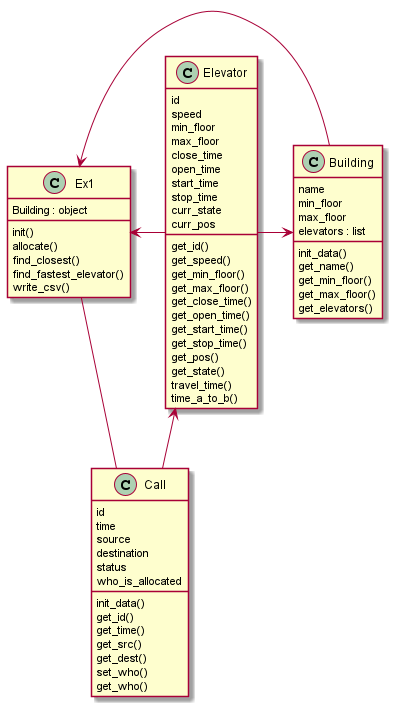 C Elevator
id
speed
min_floor
max_floor
close_time
open_time
start_time
stop_time
curr_state
curr_pos
get_id()
get_speed()
get_min_floor()
get_max_floor()
get_close_time()
get_open_time()
get_start_time()
get_stop_time()
get_pos()
get_state()
travel_time()
time_a_to_b()
C Building
name
min_floor
max_floor
elevators : list
init_data()
get_name()
get_min_floor()
get_max_floor()
get_elevators()
C Ex1
Building : object
init()
allocate()
find_closest()
find_fastest_elevator()
write_csv()
C Call
id
time
source
destination
status
who_is_allocated
init_data()
get_id()
get_time()
get_src()
get_dest()
set_who()
get_who()